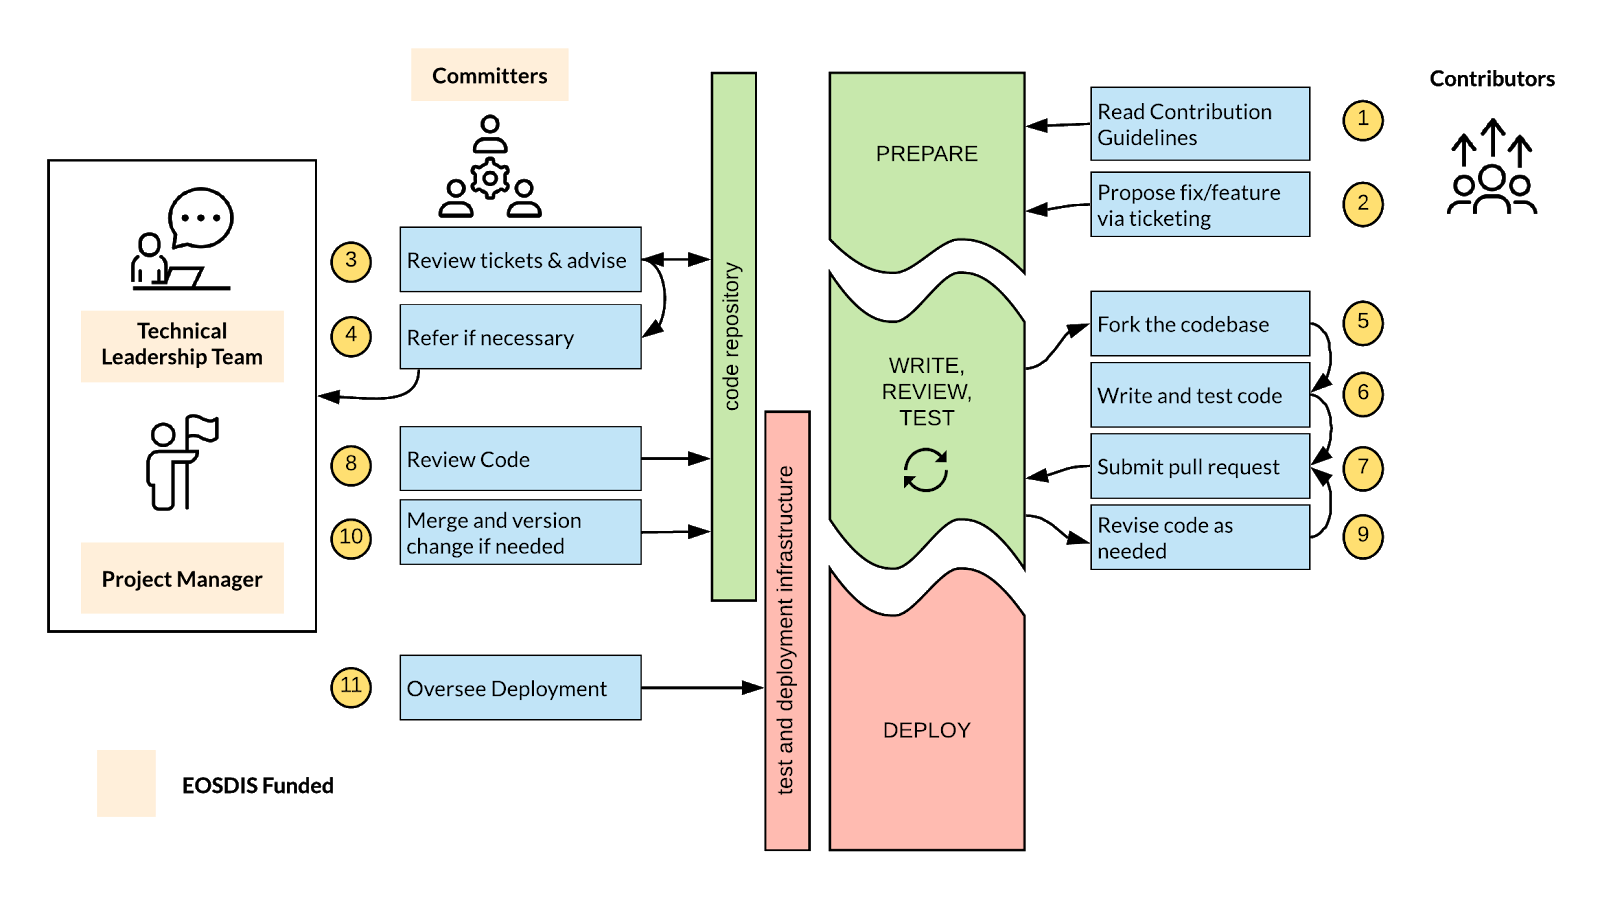 Committers
Contributors
Technical
Leadership Team
Project Manager
3
Review tickets & advise
4
Refer if necessary
8
Review Code
10
Merge and version
change if needed
11
Oversee Deployment
EOSDIS Funded
code repository
test and deployment infrastructure
PREPARE
WRITE,
REVIEW,
TEST
DEPLOY
Read Contribution
Guidelines
1
Propose fix/feature
via ticketing
2
Fork the codebase
5
Write and test code
6
Submit pull request
7
Revise code as
needed
9